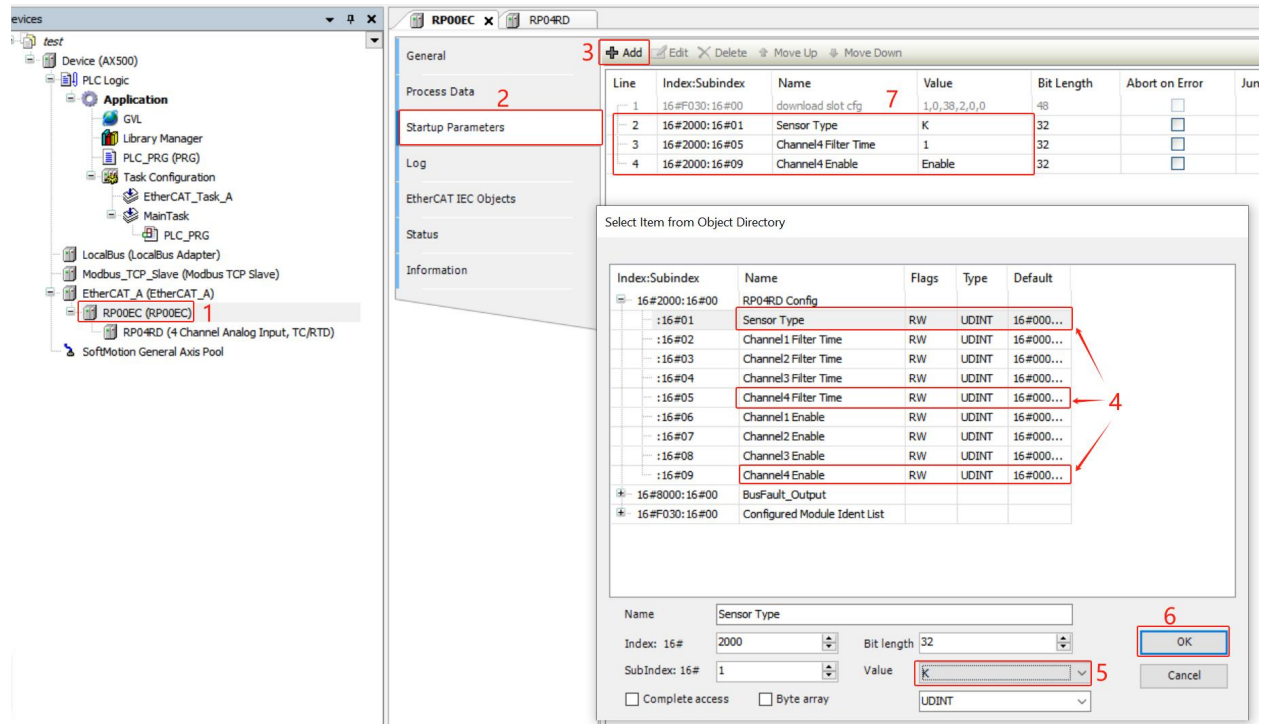 evices
test
Device (AX500)
PLC Logic
Application
GVL
Library Manager
PLC_PRG (PRG)
Task Configuration
EtherCAT_Task_A
MainTask
PLC_PRG
LocalBus (LocalBus Adapter)
Modbus_TCP_Slave (Modbus TCP Slave)
EtherCAT_A (EtherCAT_A)
RP00EC (RP00EC) 1
RP04RD (4 Channel Analog Input, TC/RTD)
SoftMotion General Axis Pool
RP00EC RP04RD
General
Process Data
2
Startup Parameters
Log
EtherCAT IEC Objects
Status
Information
3 Add Edit Delete Move Up Move Down
Line Index:Subindex Name Value Bit Length Abort on Error Jun
7
1 16#F030:16#00 download slot cfg 1,0,38,2,0,0 48
2 16#2000:16#01 Sensor Type K 32
3 16#2000:16#05 Channel4 Filter Time 1 32
4 16#2000:16#09 Channel4 Enable Enable 32
Select Item from Object Directory
Index:Subindex Name Flags Type Default
16#2000:16#00 RP04RD Config
:16#01 Sensor Type RW UDINT 16#000...
:16#02 Channel1 Filter Time RW UDINT 16#000...
:16#03 Channel2 Filter Time RW UDINT 16#000...
:16#04 Channel3 Filter Time RW UDINT 16#000...
:16#05 Channel4 Filter Time RW UDINT 16#000... 4
:16#06 Channel1 Enable RW UDINT 16#000...
:16#07 Channel2 Enable RW UDINT 16#000...
:16#08 Channel3 Enable RW UDINT 16#000...
:16#09 Channel4 Enable RW UDINT 16#000...
16#8000:16#00 BusFault_Output
16#F030:16#00 Configured Module Ident List
Name Sensor Type
6
Index: 16# 2000 Bit length 32 OK
SubIndex: 16# 1 Value K 5 Cancel
Complete access Byte array UDINT